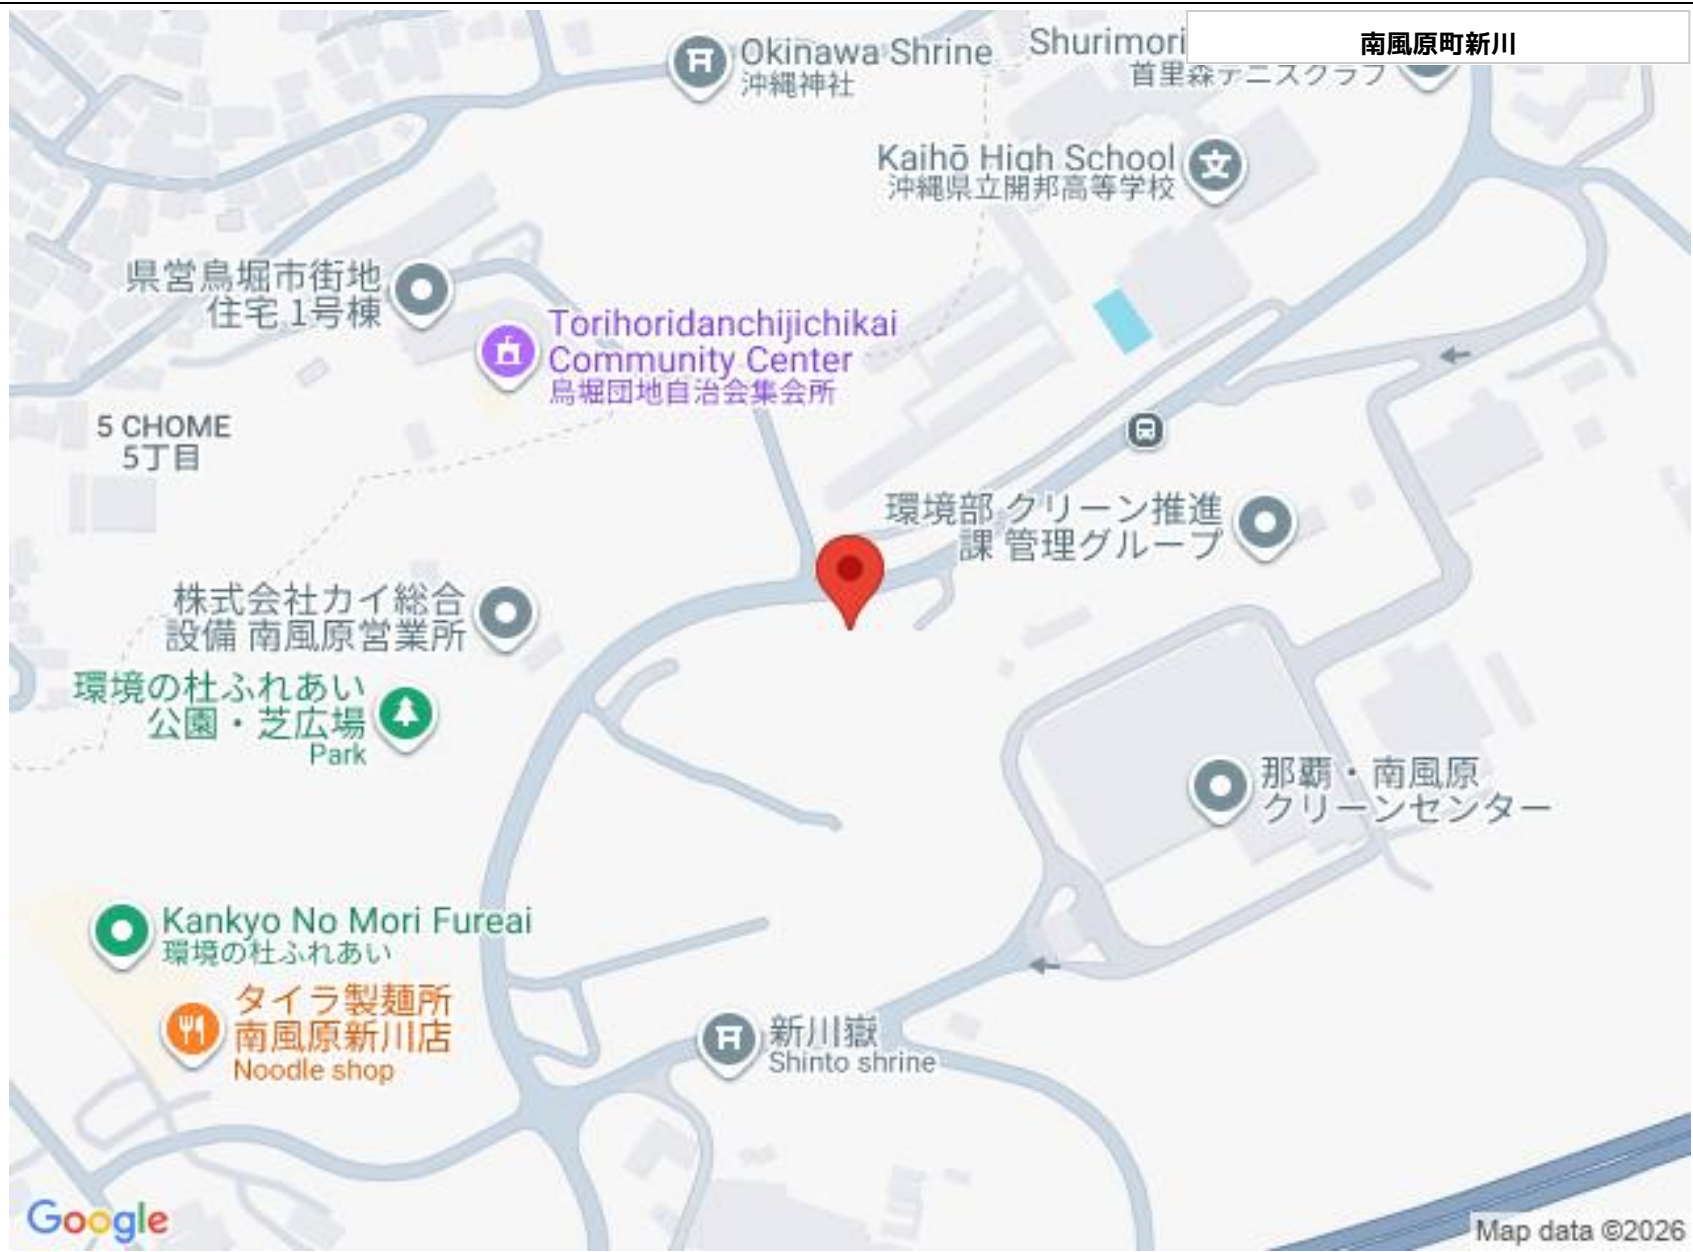 南風原町新川
Okinawa Shrine
沖縄神社
Shurimori
首里森テニスクラブ
Kaihō High School
沖縄県立開邦高等学校
県営鳥堀市街地
住宅 1号棟
Torihoridanchijichikai
Community Center
鳥堀団地自治会集会所
5 CHOME
5丁目
環境部 クリーン推進
課 管理グループ
株式会社カイ総合
設備 南風原営業所
環境の杜ふれあい
公園・芝広場
Park
那覇・南風原
クリーンセンター
Kankyo No Mori Fureai
環境の杜ふれあい
タイラ製麺所
南風原新川店
Noodle shop
新川嶽
Shinto shrine
Google
Map data ©2026